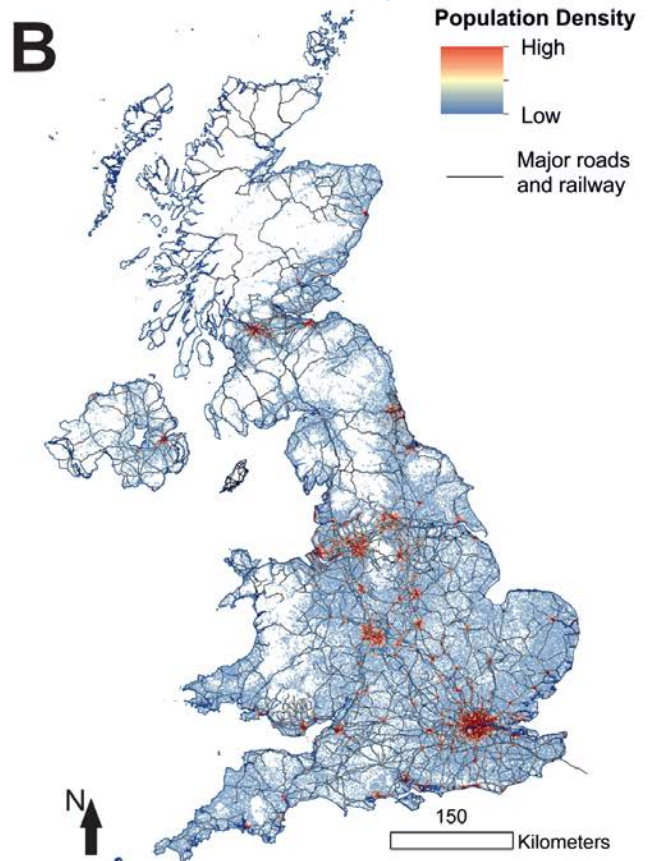 B
Population Density
High
Low
Major roads
and railway
N
150
Kilometers